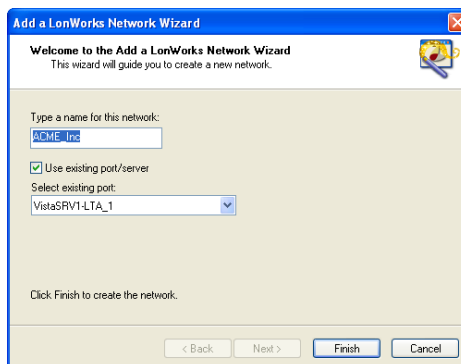 Add a LonWorks Network Wizard
Welcome to the Add a LonWorks Network Wizard
This wizard will guide you to create a new network.
Type a name for this network:
ACME_Inc
Use existing port/server
Select existing port:
VistaSRV1-LTA_1
Click Finish to create the network.
< Back Next > Finish Cancel